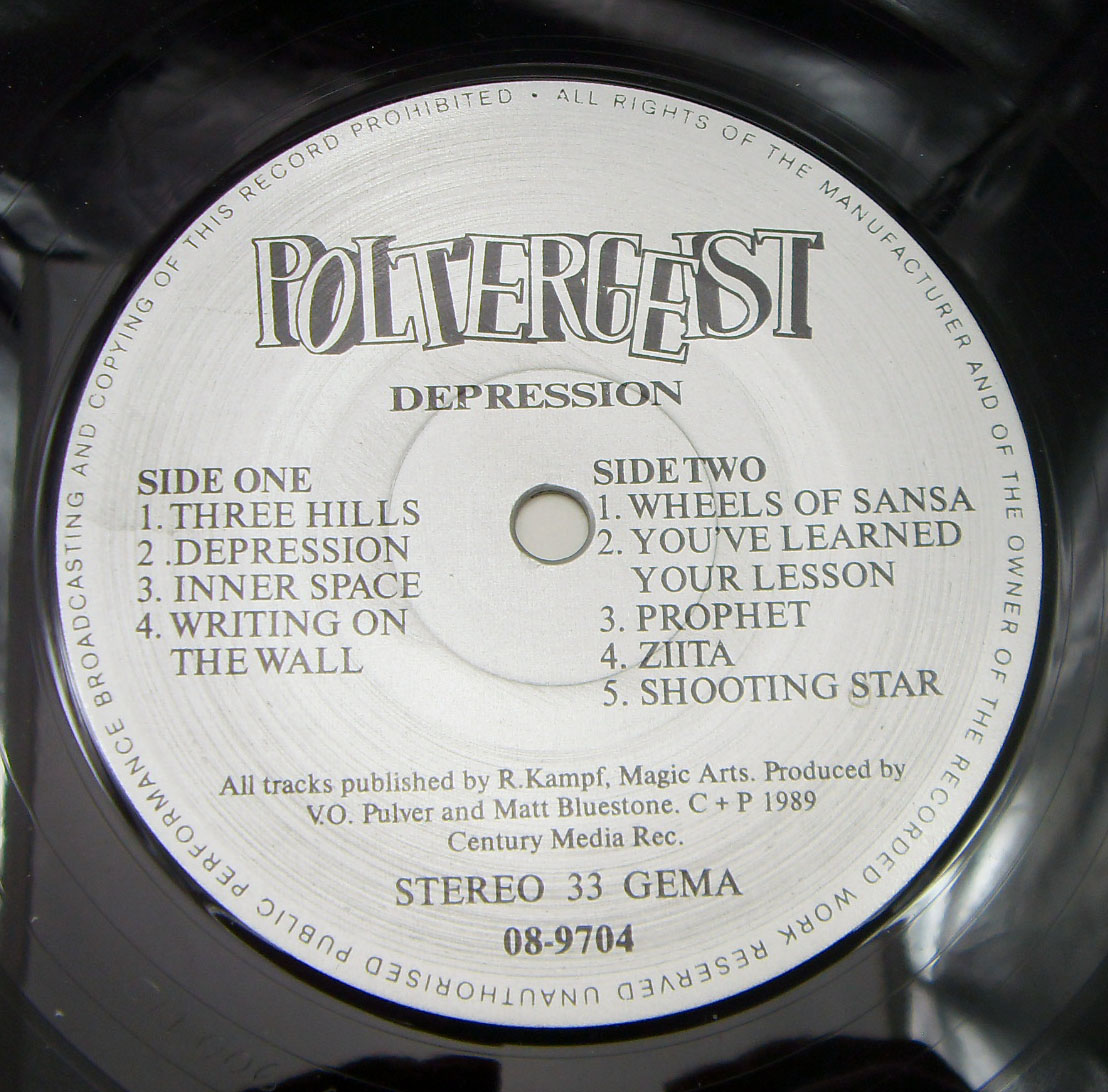 ALL RIGHTS OF THE MANUFACTURER AND OF THE OWNER OF THE RECORDED WORK RESERVED UNAUTHORISED PUBLIC PERFORMANCE BROADCASTING AND COPYING OF THIS RECORD PROHIBITED •
POLTERGEIST
DEPRESSION
SIDE ONE
1. THREE HILLS
2 .DEPRESSION
3. INNER SPACE
4. WRITING ON
THE WALL
SIDE TWO
1. WHEELS OF SANSA
2. YOU'VE LEARNED
YOUR LESSON
3. PROPHET
4. ZIITA
5. SHOOTING STAR
All tracks published by R.Kampf, Magic Arts. Produced by
V.O. Pulver and Matt Bluestone. C + P 1989
Century Media Rec.
STEREO 33 GEMA
08-9704